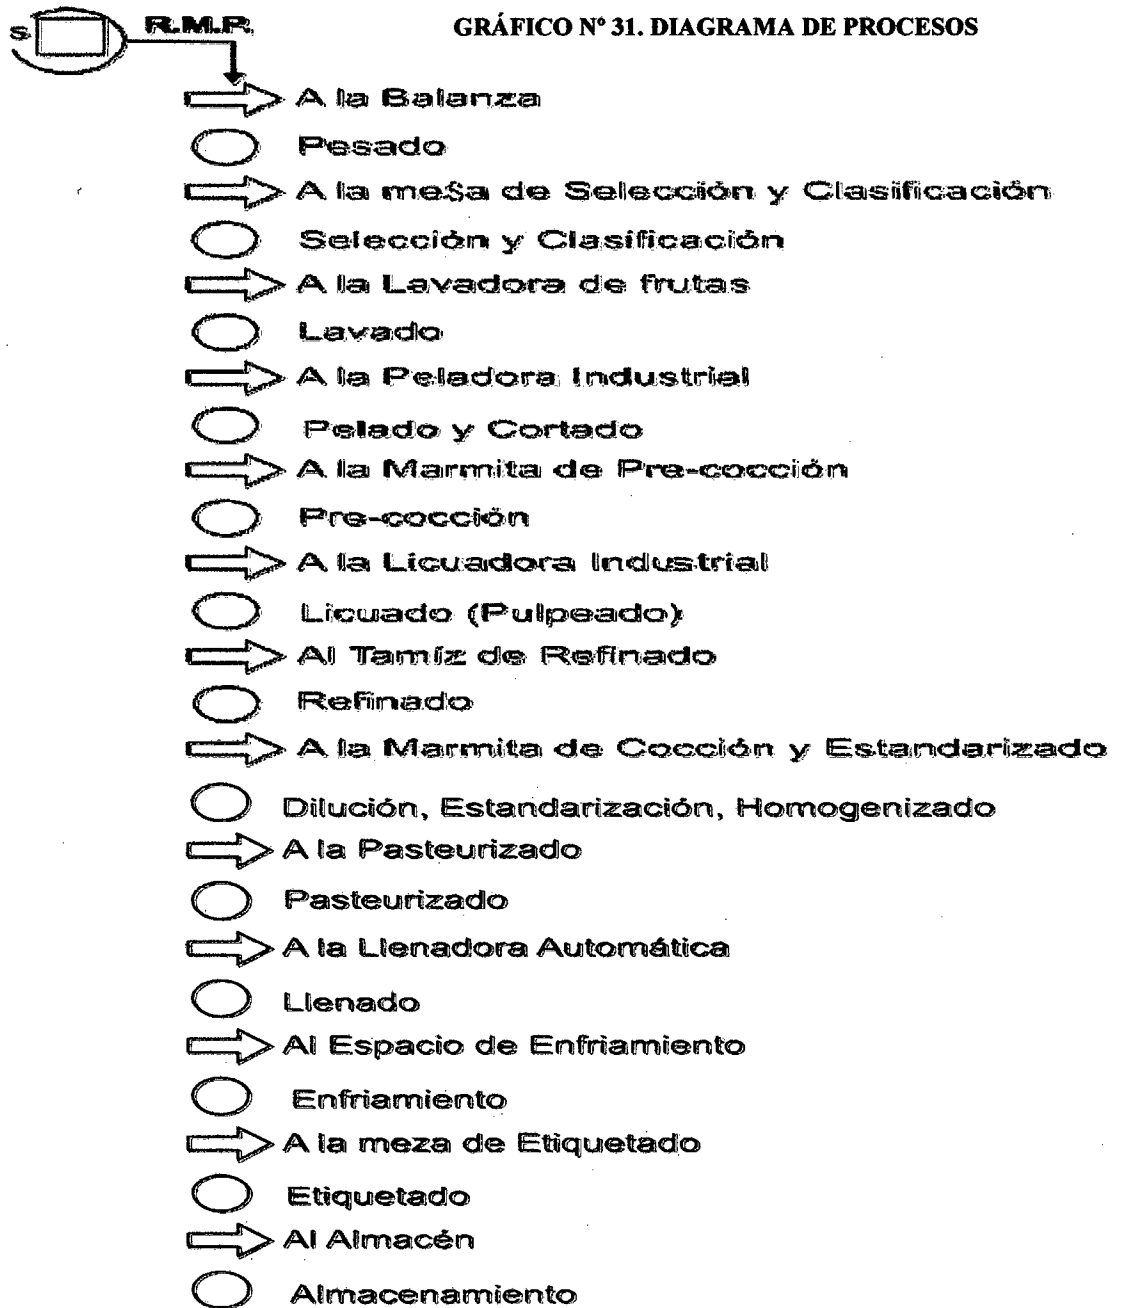 GRÁFICO Nº 31. DIAGRAMA DE PROCESOS
S.
R.M.P.
A la Balanza
Pesado
A la meSa de Selección y Clasificación
Selección y Clasificación
A la Lavadora de frutas
Lavado
A la Peladora Industrial
Pelado y Cortado
A la Marmita de Pre-cocción
Pre-cocción
A la Licuadora Industrial
Licuado (Pulpeado)
Al Tamíz de Refinado
Refinado
A la Marmita de Cocción y Estandarizado
Dilución, Estandarización, Homogenizado
A la Pasteurizado
Pasteurizado
A la Llenadora Automática
Llenado
Al Espacio de Enfriamiento
Enfriamiento
A la meza de Etiquetado
Etiquetado
Al Almacén
Almacenamiento